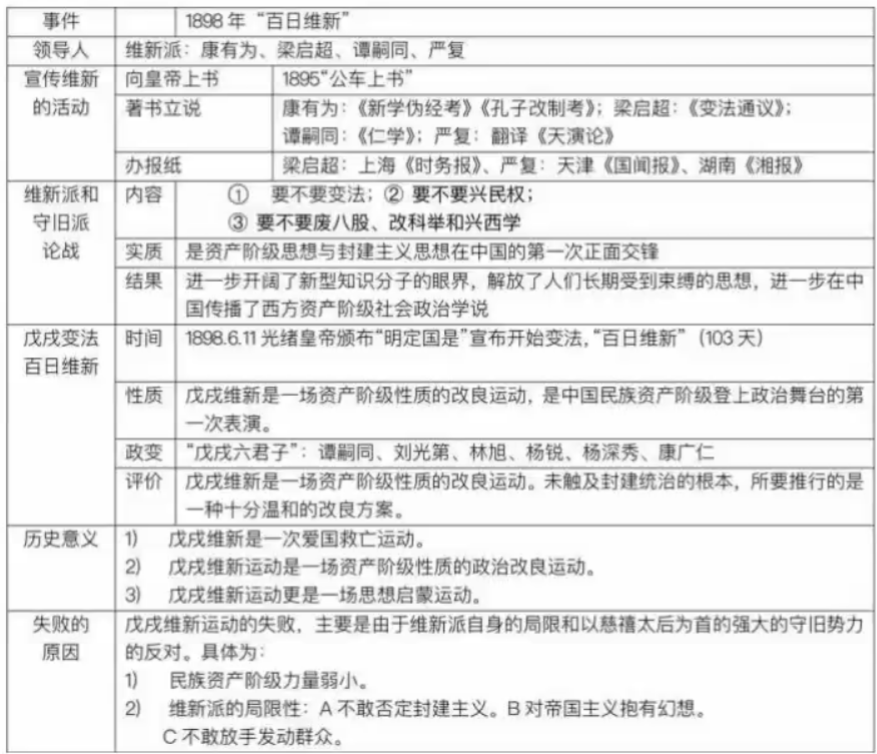 事件 1898 年 “百日维新”
领导人 维新派：康有为、梁启超、谭嗣同、严复
宣传维新的活动 向皇帝上书 1895“公车上书”
著书立说 康有为：《新学伪经考》《孔子改制考》；梁启超：《变法通议》；
谭嗣同：《仁学》；严复：翻译《天演论》
办报纸 梁启超：上海《时务报》、严复：天津《国闻报》、湖南《湘报》
维新派和守旧派论战 内容 ① 要不要变法；② 要不要兴民权；
③ 要不要废八股、改科举和兴西学
实质 是资产阶级思想与封建主义思想在中国的第一次正面交锋
结果 进一步开阔了新型知识分子的眼界，解放了人们长期受到束缚的思想，进一步在中
国传播了西方资产阶级社会政治学说
戊戌变法百日维新 时间 1898.6.11 光绪皇帝颁布“明定国是”宣布开始变法，“百日维新”（103 天）
性质 戊戌维新是一场资产阶级性质的改良运动，是中国民族资产阶级登上政治舞台的第
一次表演。
政变 “戊戌六君子”：谭嗣同、刘光第、林旭、杨锐、杨深秀、康广仁
评价 戊戌维新是一场资产阶级性质的改良运动。未触及封建统治的根本，所要推行的是
一种十分温和的改良方案。
历史意义 1) 戊戌维新是一次爱国救亡运动。
2) 戊戌维新运动是一场资产阶级性质的政治改良运动。
3) 戊戌维新运动更是一场思想启蒙运动。
失败的原因 戊戌维新运动的失败，主要是由于维新派自身的局限和以慈禧太后为首的强大的守旧势力
的反对。具体为：
1) 民族资产阶级力量弱小。
2) 维新派的局限性：A 不敢否定封建主义。B 对帝国主义抱有幻想。
C 不敢放手发动群众。